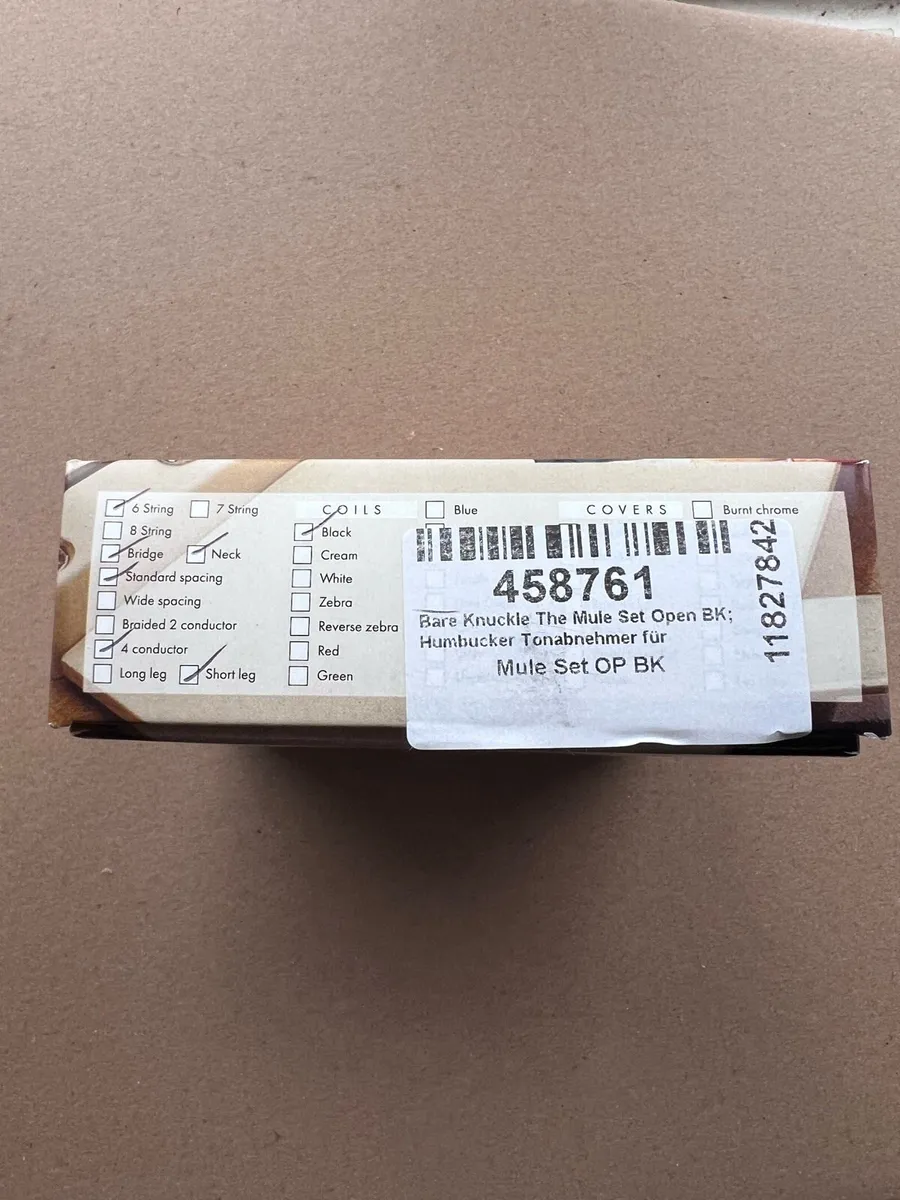 6 String 7 String
8 String
Bridge Neck
Standard spacing
Wide spacing
Braided 2 conductor
4 conductor
Long leg Short leg
COILS
Black
Cream
White
Zebra
Reverse zebra
Red
Green
Blue
COVERS
Burnt chrome
458761
Bare Knuckle The Mule Set Open BK;
Humbucker Tonabnehmer für
Mule Set OP BK
11827842